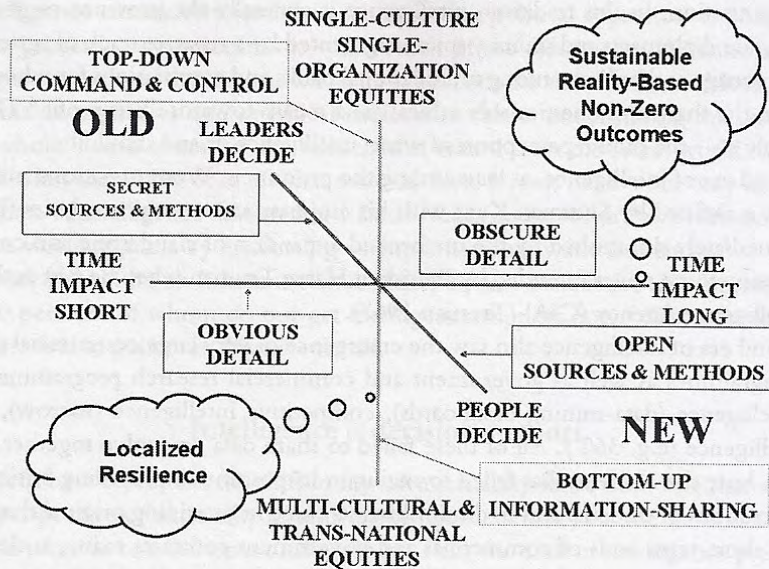 SINGLE-CULTURE
SINGLE-
ORGANIZATION
EQUITIES
TOP-DOWN
COMMAND & CONTROL
OLD
LEADERS
DECIDE
Sustainable
Reality-Based
Non-Zero
Outcomes
SECRET
SOURCES & METHODS
OBSCURE
DETAIL
TIME
IMPACT
SHORT
TIME
IMPACT
LONG
OBVIOUS
DETAIL
OPEN
SOURCES & METHODS
PEOPLE
DECIDE
NEW
Localized
Resilience
BOTTOM-UP
INFORMATION-SHARING
MULTI-CULTURAL &
TRANS-NATIONAL
EQUITIES